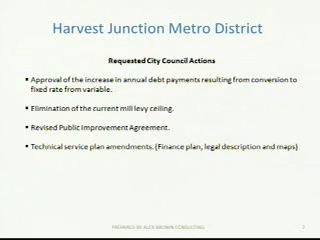 Harvest Junction Metro District
Requested City Council Actions
▪ Approval of the increase in annual debt payments resulting from conversion to
fixed rate from variable.
▪ Elimination of the current mill levy ceiling.
▪ Revised Public Improvement Agreement.
▪ Technical service plan amendments. (Finance plan, legal description and maps)
PREPARED BY ALEX BROWN CONSULTING
7